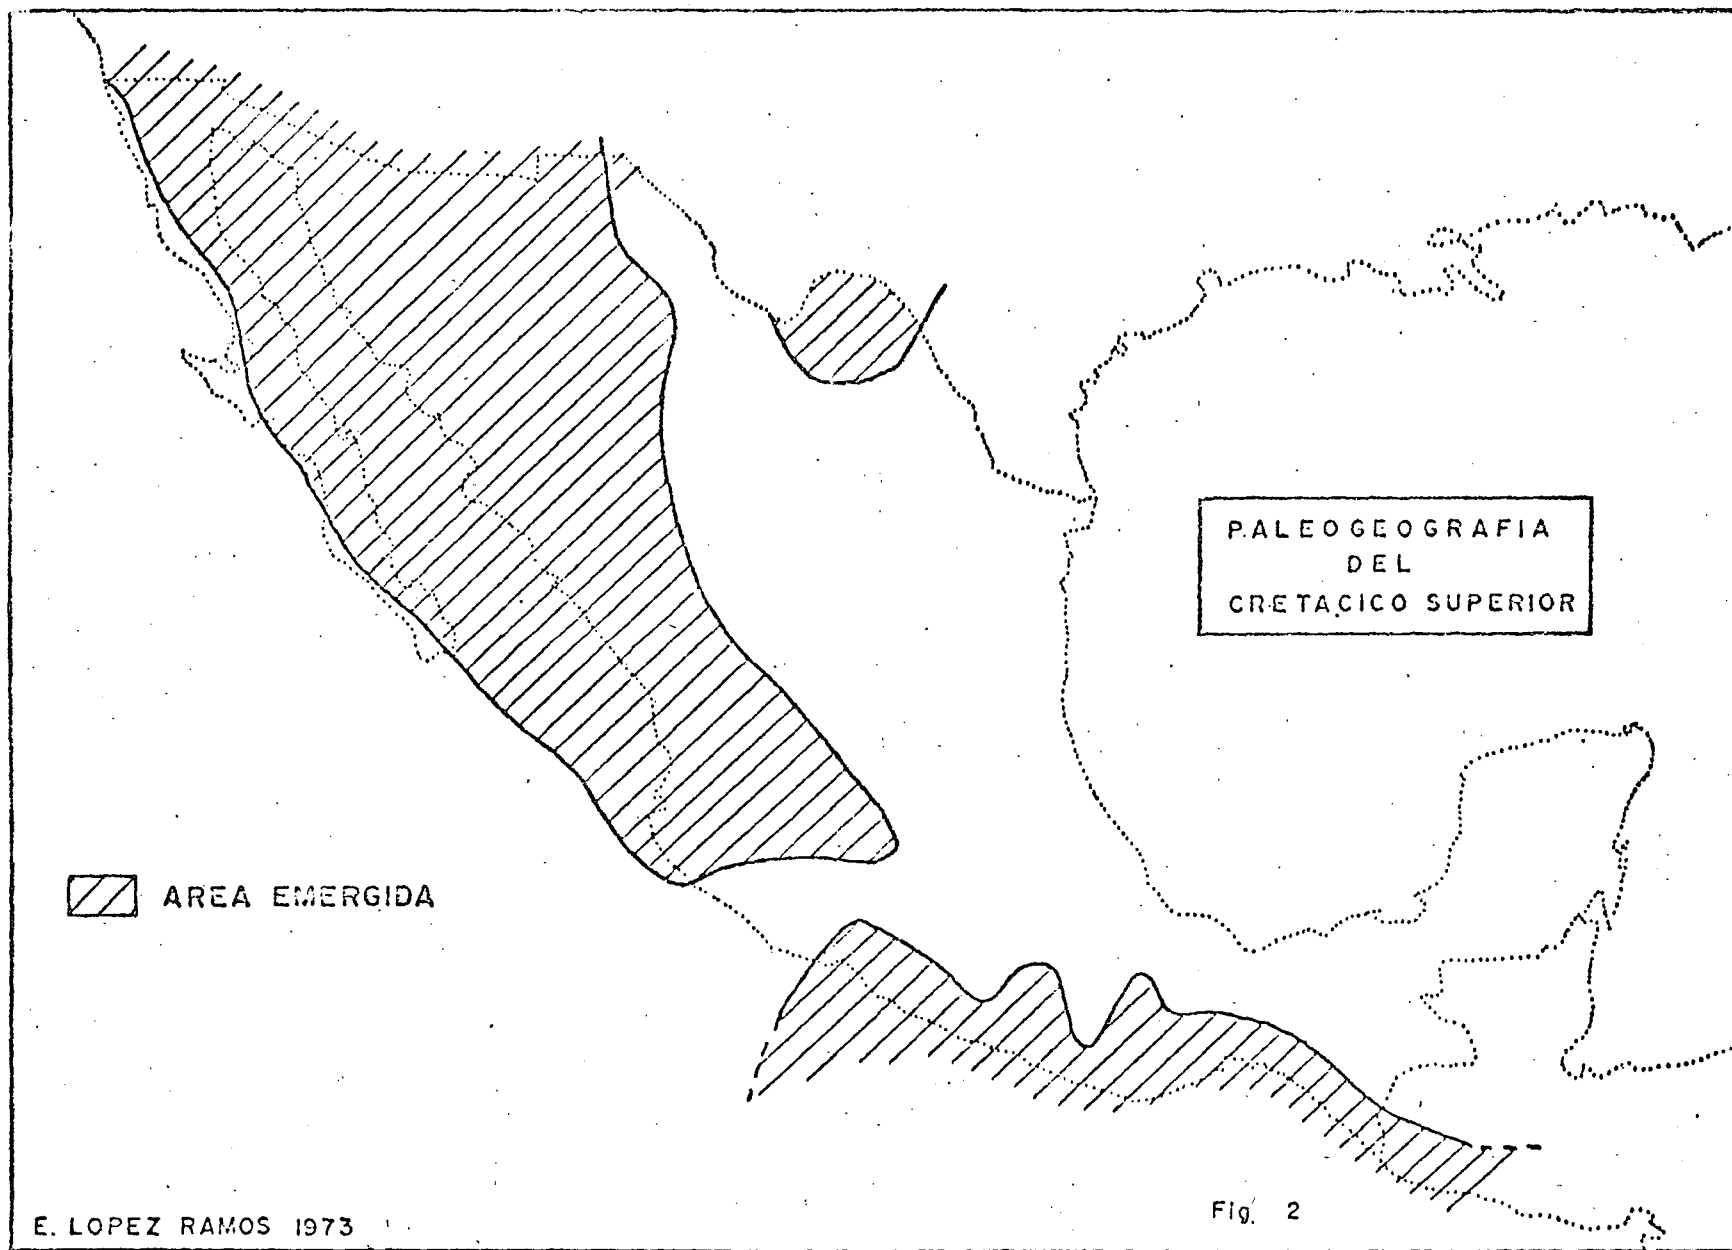 PALEOGEOGRAFIA
DEL
CRETACICO SUPERIOR
AREA EMERGIDA
Fig. 2
E. LOPEZ RAMOS 1973